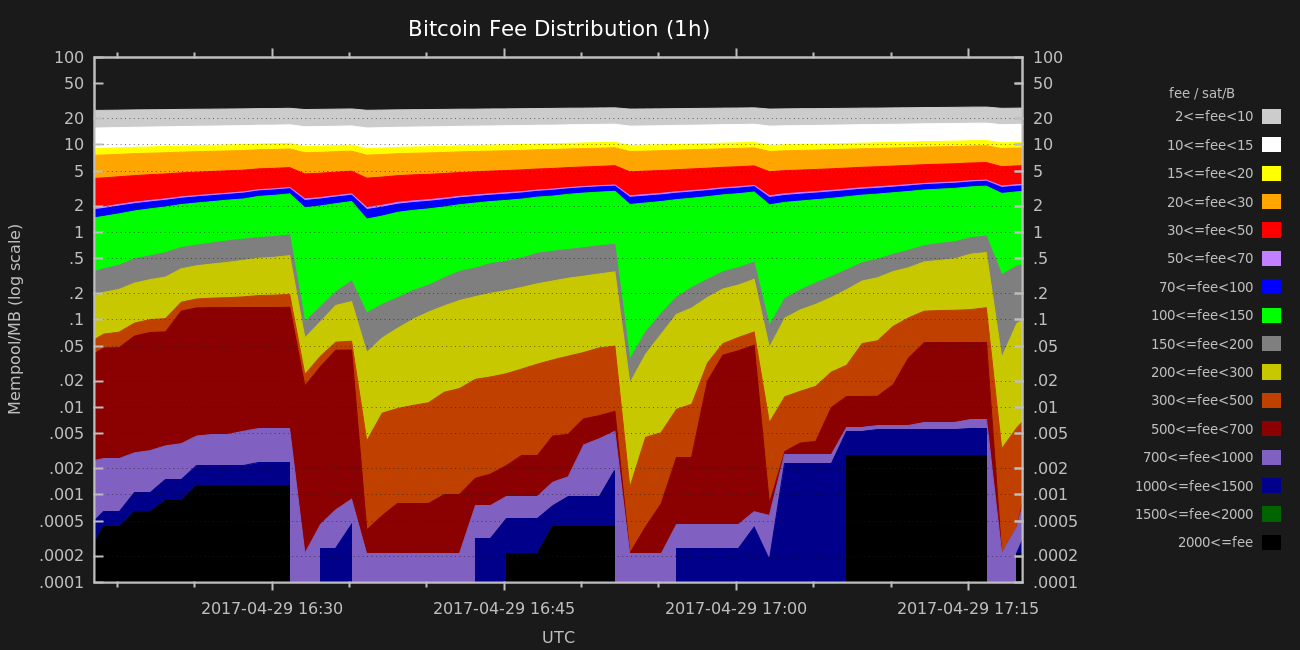 Bitcoin Fee Distribution (1h)
Mempool/MB (log scale)
100
50
20
10
5
2
1
.5
.2
.1
.05
.02
.01
.005
.002
.001
.0005
.0002
.0001
100
50
20
10
5
2
1
.5
.2
.1
.05
.02
.01
.005
.002
.001
.0005
.0002
.0001
2017-04-29 16:30
2017-04-29 16:45
2017-04-29 17:00
2017-04-29 17:15
UTC
fee / sat/B
2<=fee<10
10<=fee<15
15<=fee<20
20<=fee<30
30<=fee<50
50<=fee<70
70<=fee<100
100<=fee<150
150<=fee<200
200<=fee<300
300<=fee<500
500<=fee<700
700<=fee<1000
1000<=fee<1500
1500<=fee<2000
2000<=fee